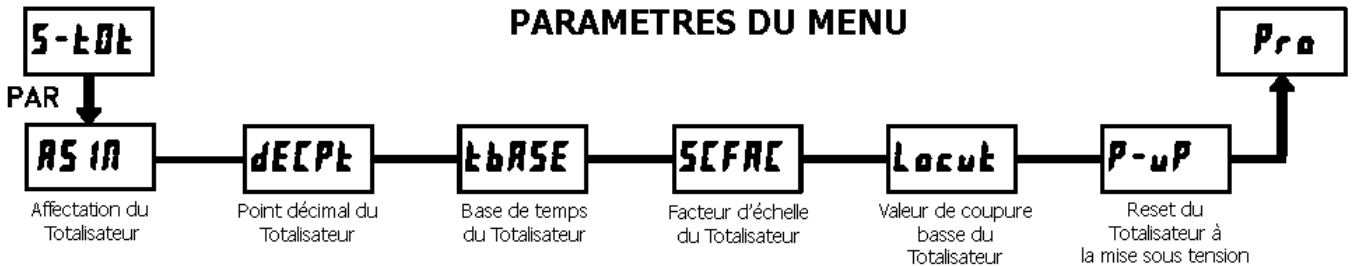 PARAMETRES DU MENU
5-tOt
Pro
PAR
ASIN
dECPt
tbASE
SCFAC
Locut
P-uP
Affectation du
Totalisateur
Point décimal du
Totalisateur
Base de temps
du Totalisateur
Facteur d'échelle
du Totalisateur
Valeur de coupure
basse du
Totalisateur
Reset du
Totalisateur à
la mise sous tension